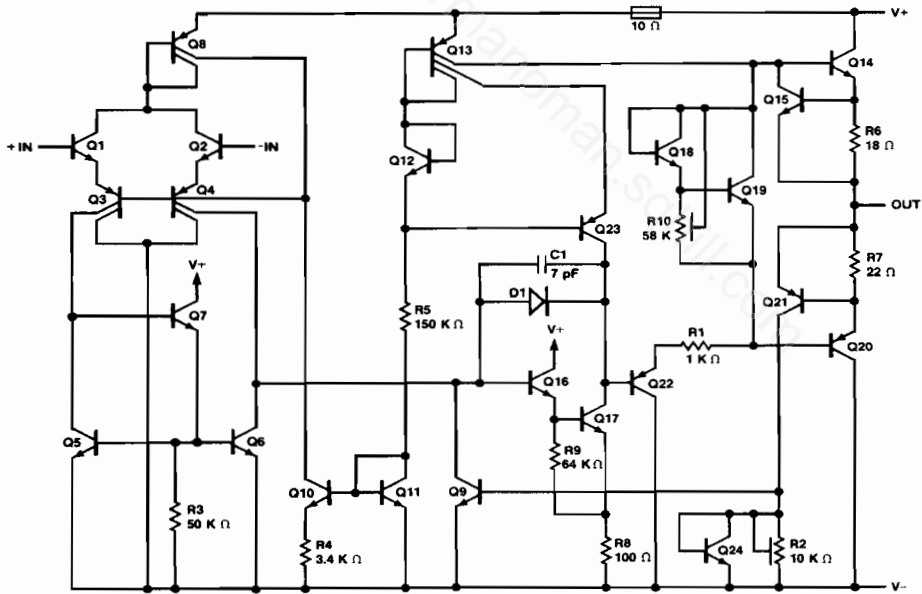 V+
10 Ω
Q8
Q13
Q14
Q15
+IN
Q1
Q2
-IN
Q12
Q18
R6
18 Ω
Q3
Q4
Q19
R10
58 K
OUT
Q23
V+
C1
7 pF
R7
22 Ω
Q7
D1
Q21
R5
150 K Ω
V+
R1
1 K Ω
Q20
Q16
Q22
Q17
Q5
Q6
R9
64 K Ω
Q10
Q11
Q9
R3
50 K Ω
R4
3.4 K Ω
R8
100 Ω
Q24
R2
10 K Ω
V-